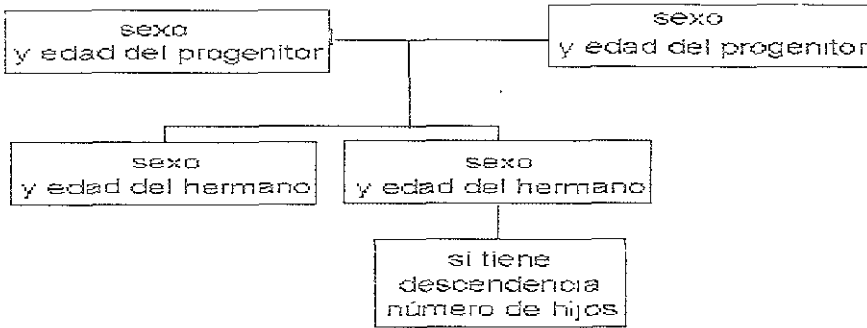 sexo
y edad del progenitor
sexo
y edad del progenitor
sexo
y edad del hermano
sexo
y edad del hermano
si tiene
descendencia
número de hijos